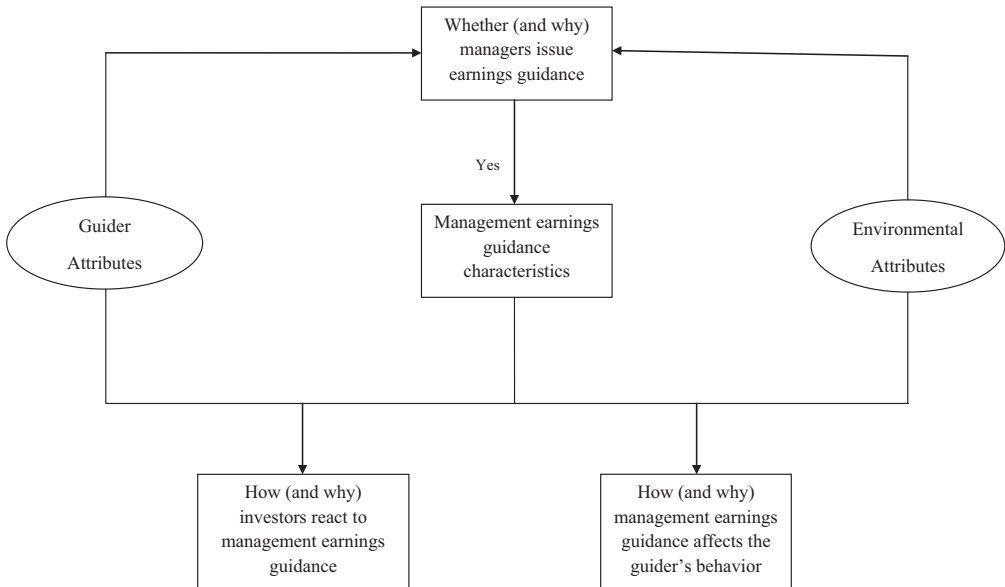 Whether (and why)
managers issue
earnings guidance
Yes
Guider
Attributes
Management earnings
guidance
characteristics
Environmental
Attributes
How (and why)
investors react to
management earnings
guidance
How (and why)
management earnings
guidance affects the
guider’s behavior